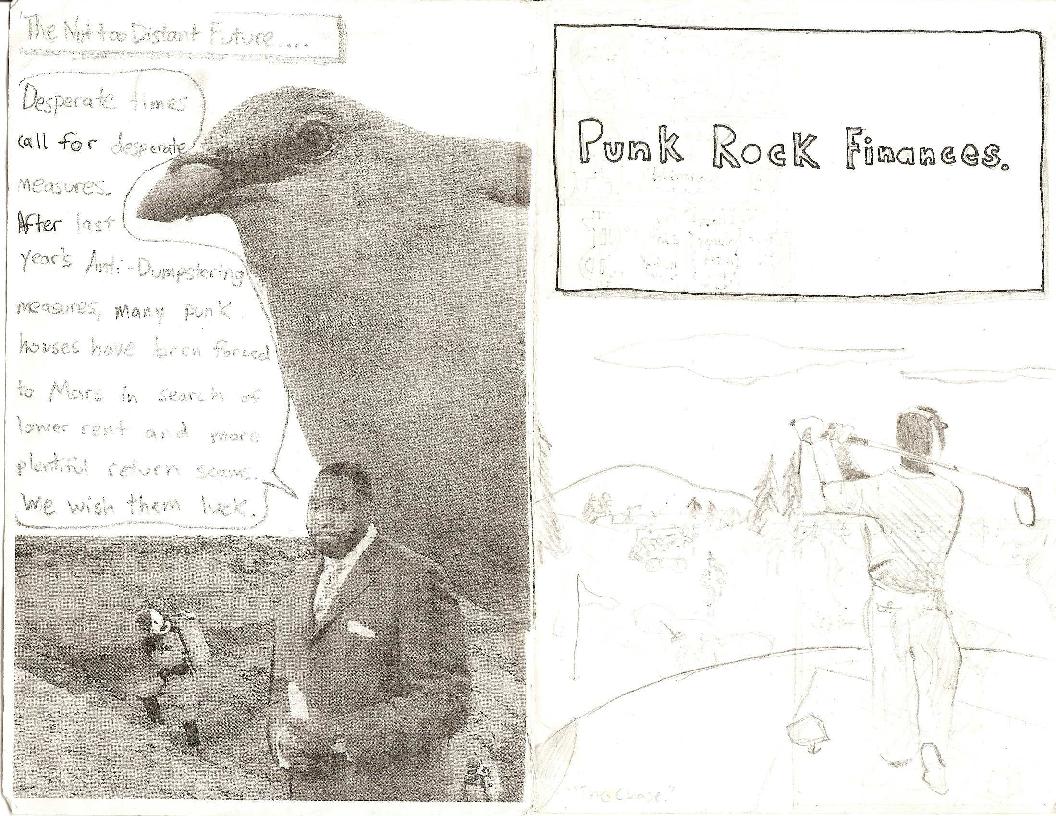 The Not too Distant Future....
Desperate times
call for desperate
measures.
After last
year's Anti-Dumpstering
measures, many punk
houses have been forced
to Mars in search of
lower rent and more
plentiful return scams.
We wish them luck.
Punk Rock Finances.